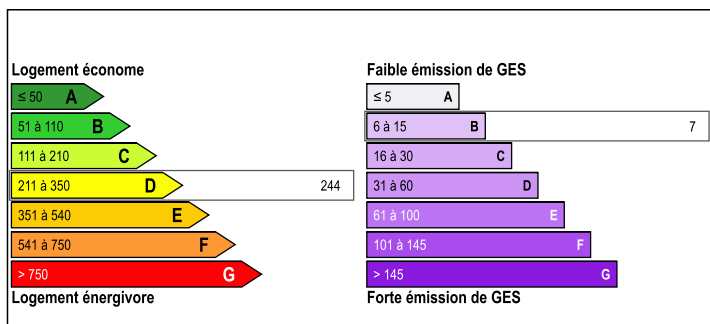 Logement économe
≤ 50 A
51 à 110 B
111 à 210 C
211 à 350 D 244
351 à 540 E
541 à 750 F
> 750 G
Logement énergivore
Faible émission de GES
≤ 5 A
6 à 15 B 7
16 à 30 C
31 à 60 D
61 à 100 E
101 à 145 F
> 145 G
Forte émission de GES